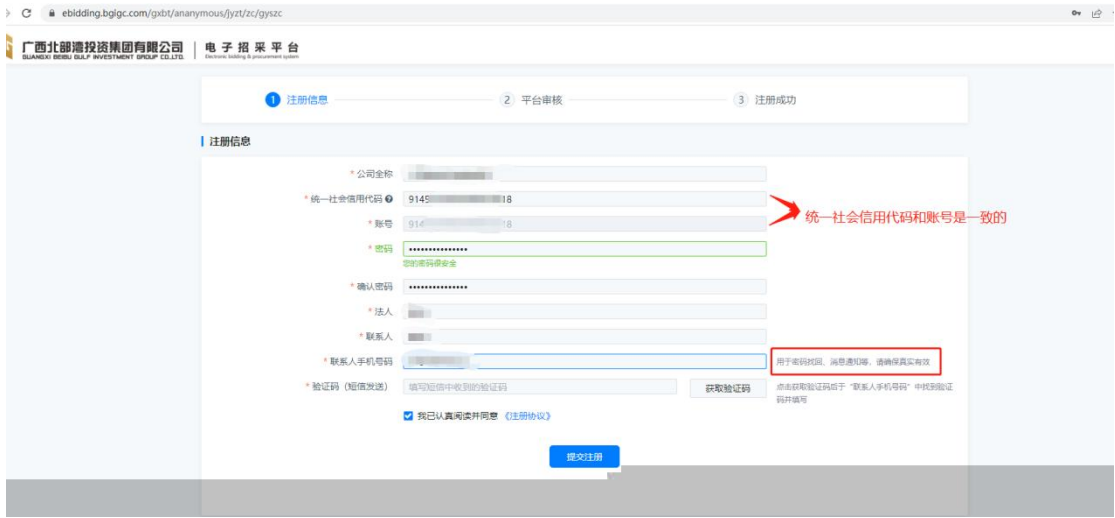 ebidding.bgigc.com/gxbt/ananymous/jyzt/zc/gyszc
广西北部湾投资集团有限公司
GUANGXI BEIBU GULF INVESTMENT GROUP CO.,LTD.
电子招采平台
Electronic bidding & procurement system
1 注册信息
2 平台审核
3 注册成功
注册信息
* 公司全称
* 统一社会信用代码 9145 18
* 账号 914 8
统一社会信用代码和账号是一致的
* 密码
您的密码很安全
* 确认密码
* 法人
* 联系人
* 联系人手机号码
用于密码找回、消息通知等，请确保真实有效
* 验证码（短信发送） 填写短信中收到的验证码 获取验证码
点击获取验证码后于“联系人手机号码”中找到验证
码并填写
我已认真阅读并同意 《注册协议》
提交注册